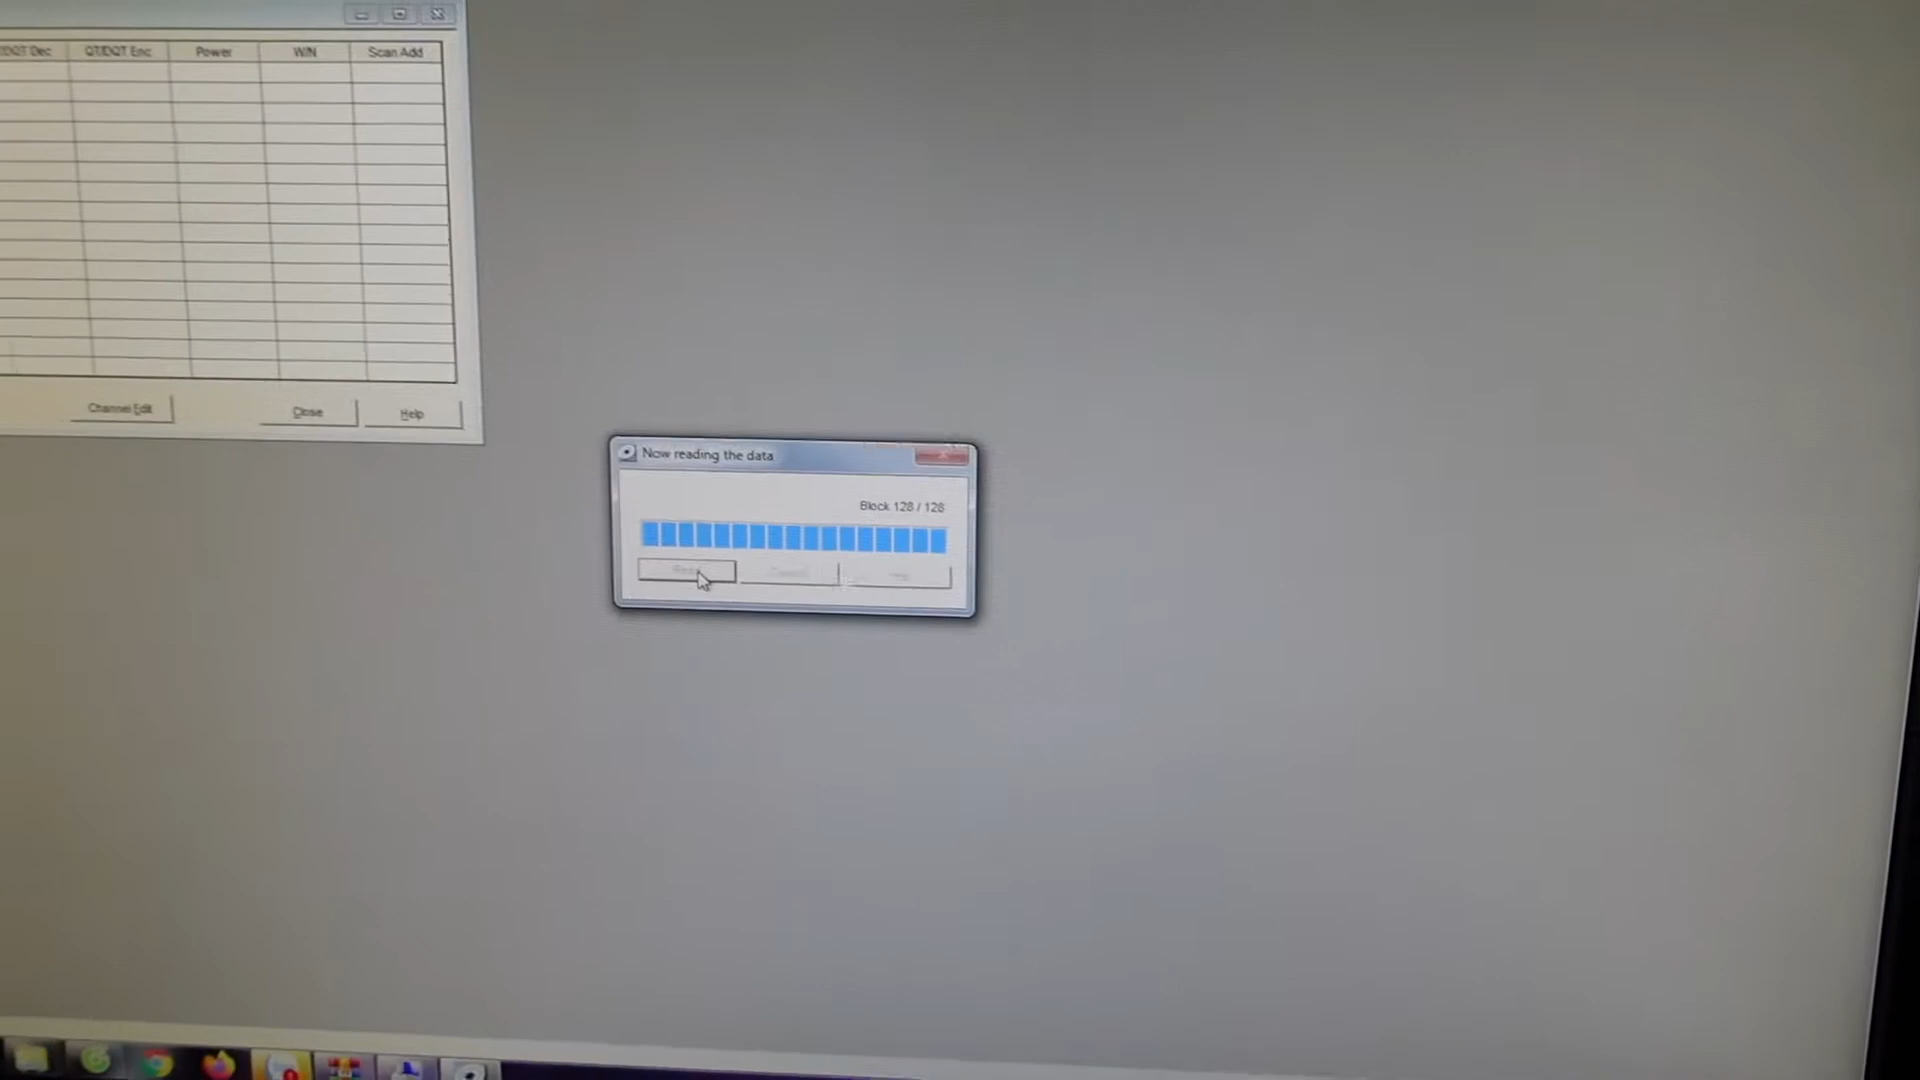 QT/DQT Enc Power W/N Scan Add
Channel Edit Close Help
Now reading the data
Block 128 / 128